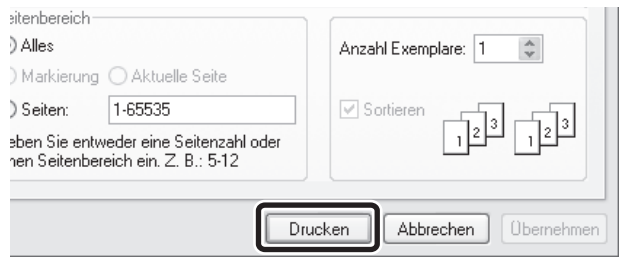 eitenbereich
Alles
Markierung Aktuelle Seite
Seiten: 1-65535
eben Sie entweder eine Seitenzahl oder
nen Seitenbereich ein. Z. B.: 5-12
Anzahl Exemplare: 1
Sortieren
1 2 3 1 2 3
Drucken Abbrechen Übernehmen